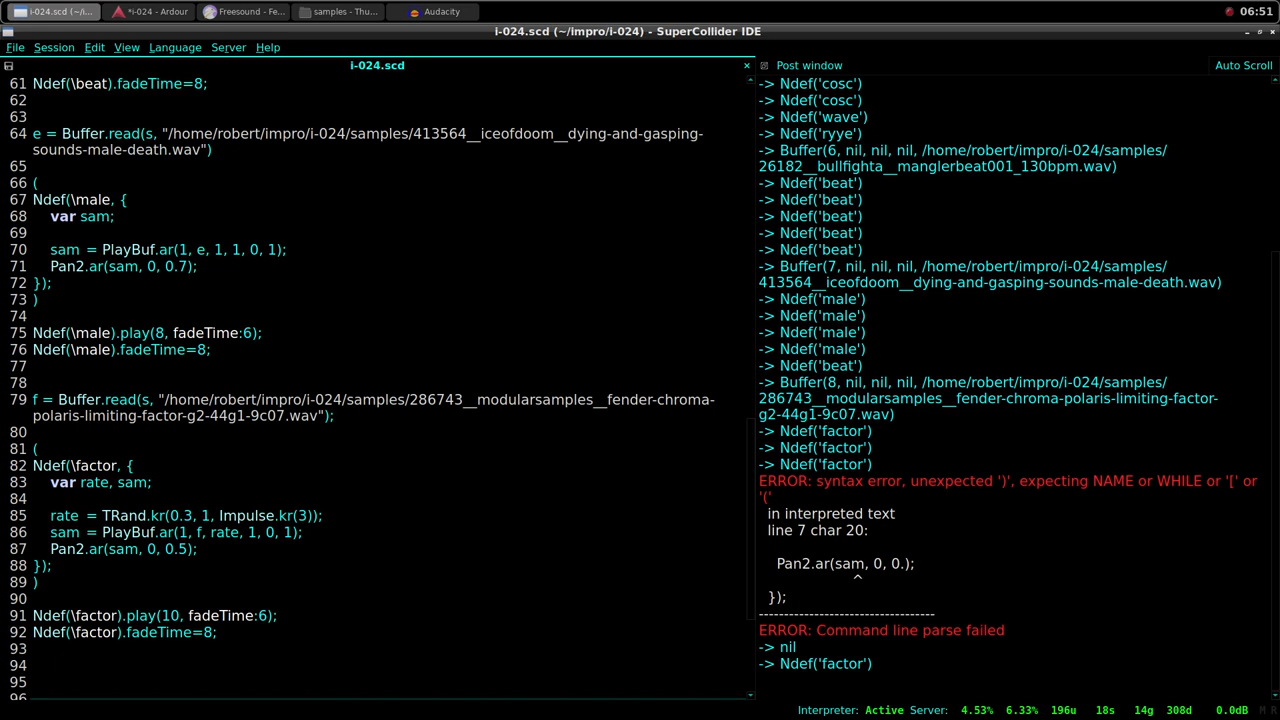 i-024.scd (~/i...
*i-024 - Ardour
Freesound - Fe...
samples - Thu...
Audacity
06:51
i-024.scd (~/impro/i-024) - SuperCollider IDE
File Session Edit View Language Server Help
i-024.scd
61 Ndef(\beat).fadeTime=8;
62
63
64 e = Buffer.read(s, "/home/robert/impro/i-024/samples/413564__iceofdoom__dying-and-gasping-
sounds-male-death.wav")
65
66 (
67 Ndef(\male, {
68 var sam;
69
70 sam = PlayBuf.ar(1, e, 1, 1, 0, 1);
71 Pan2.ar(sam, 0, 0.7);
72 });
73 )
74
75 Ndef(\male).play(8, fadeTime:6);
76 Ndef(\male).fadeTime=8;
77
78
79 f = Buffer.read(s, "/home/robert/impro/i-024/samples/286743__modularsamples__fender-chroma-
polaris-limiting-factor-g2-44g1-9c07.wav");
80
81 (
82 Ndef(\factor, {
83 var rate, sam;
84
85 rate = TRand.kr(0.3, 1, Impulse.kr(3));
86 sam = PlayBuf.ar(1, f, rate, 1, 0, 1);
87 Pan2.ar(sam, 0, 0.5);
88 });
89 )
90
91 Ndef(\factor).play(10, fadeTime:6);
92 Ndef(\factor).fadeTime=8;
93
94
95
96
Post window
Auto Scroll
-> Ndef('cosc')
-> Ndef('cosc')
-> Ndef('wave')
-> Ndef('ryye')
-> Buffer(6, nil, nil, nil, /home/robert/impro/i-024/samples/
26182__bullfighta__manglerbeat001_130bpm.wav)
-> Ndef('beat')
-> Ndef('beat')
-> Ndef('beat')
-> Ndef('beat')
-> Ndef('beat')
-> Buffer(7, nil, nil, nil, /home/robert/impro/i-024/samples/
413564__iceofdoom__dying-and-gasping-sounds-male-death.wav)
-> Ndef('male')
-> Ndef('male')
-> Ndef('male')
-> Ndef('male')
-> Ndef('beat')
-> Buffer(8, nil, nil, nil, /home/robert/impro/i-024/samples/
286743__modularsamples__fender-chroma-polaris-limiting-factor-
g2-44g1-9c07.wav)
-> Ndef('factor')
-> Ndef('factor')
-> Ndef('factor')
ERROR: syntax error, unexpected ')', expecting NAME or WHILE or '[' or
'('
in interpreted text
line 7 char 20:
Pan2.ar(sam, 0, 0.);
^
});
-----------------------------------
ERROR: Command line parse failed
-> nil
-> Ndef('factor')
Interpreter: Active Server: 4.53% 6.33% 196u 18s 14g 308d 0.0dB M R